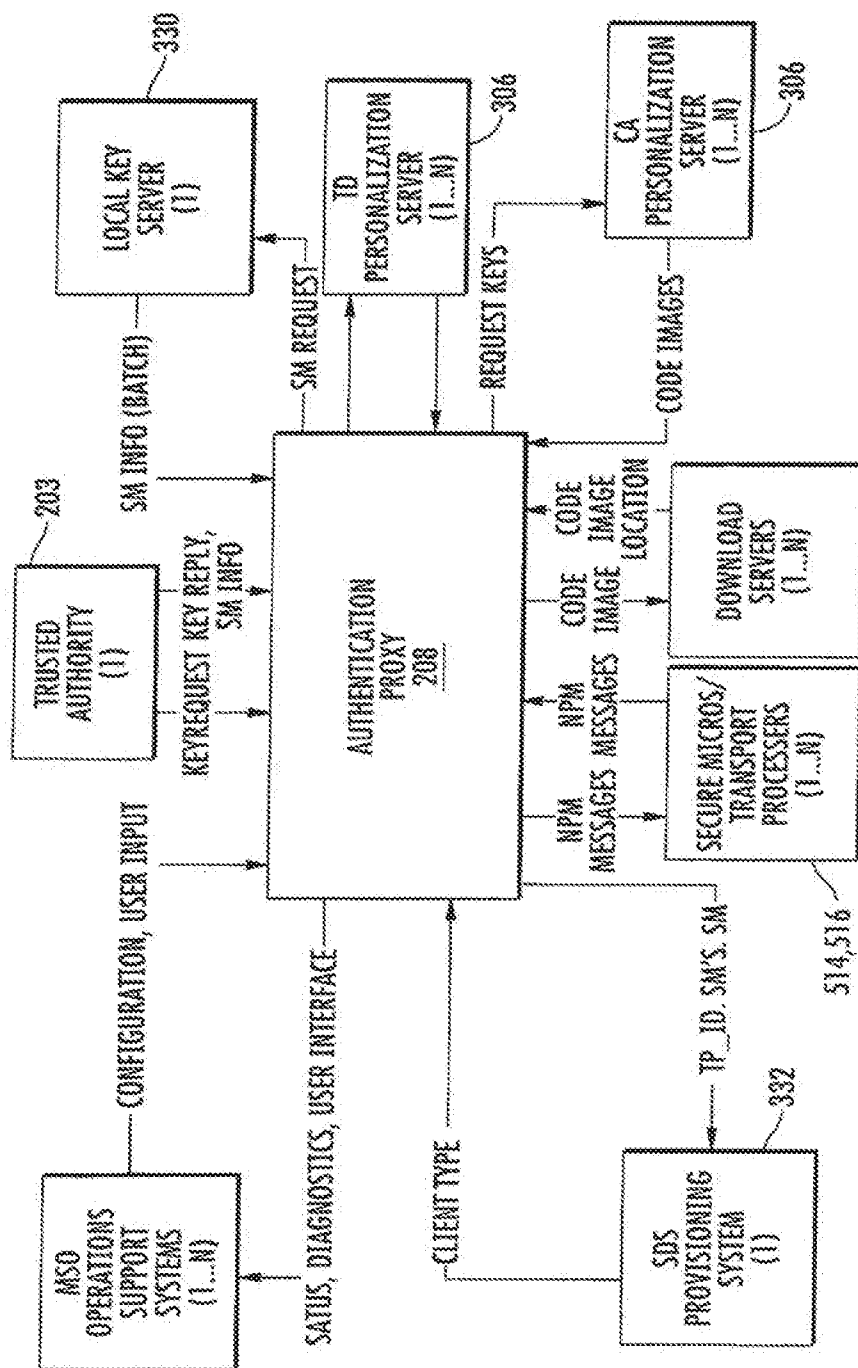 MSO
OPERATIONS
SUPPORT
SYSTEMS
(1...N)
CONFIGURATION, USER INPUT
SATUS, DIAGNOSTICS, USER INTERFACE
203
TRUSTED
AUTHORITY
(1)
KEYREQUEST KEY REPLY,
SM INFO
SM INFO (BATCH)
LOCAL KEY
SERVER
(1)
330
SM REQUEST
AUTHENTICATION
PROXY
208
TD
PERSONALIZATION
SERVER
(1...N)
306
REQUEST KEYS
CA
PERSONALIZATION
SERVER
(1...N)
306
CODE IMAGES
CLIENT TYPE
SDS
PROVISIONING
SYSTEM
(1)
332
TP_ID. SM'S. SM
NPM
MESSAGES
NPM
MESSAGES
CODE
IMAGE
CODE
IMAGE
LOCATION
SECURE MICROS/
TRANSPORT
PROCESSERS
(1...N)
514,516
DOWNLOAD
SERVERS
(1...N)